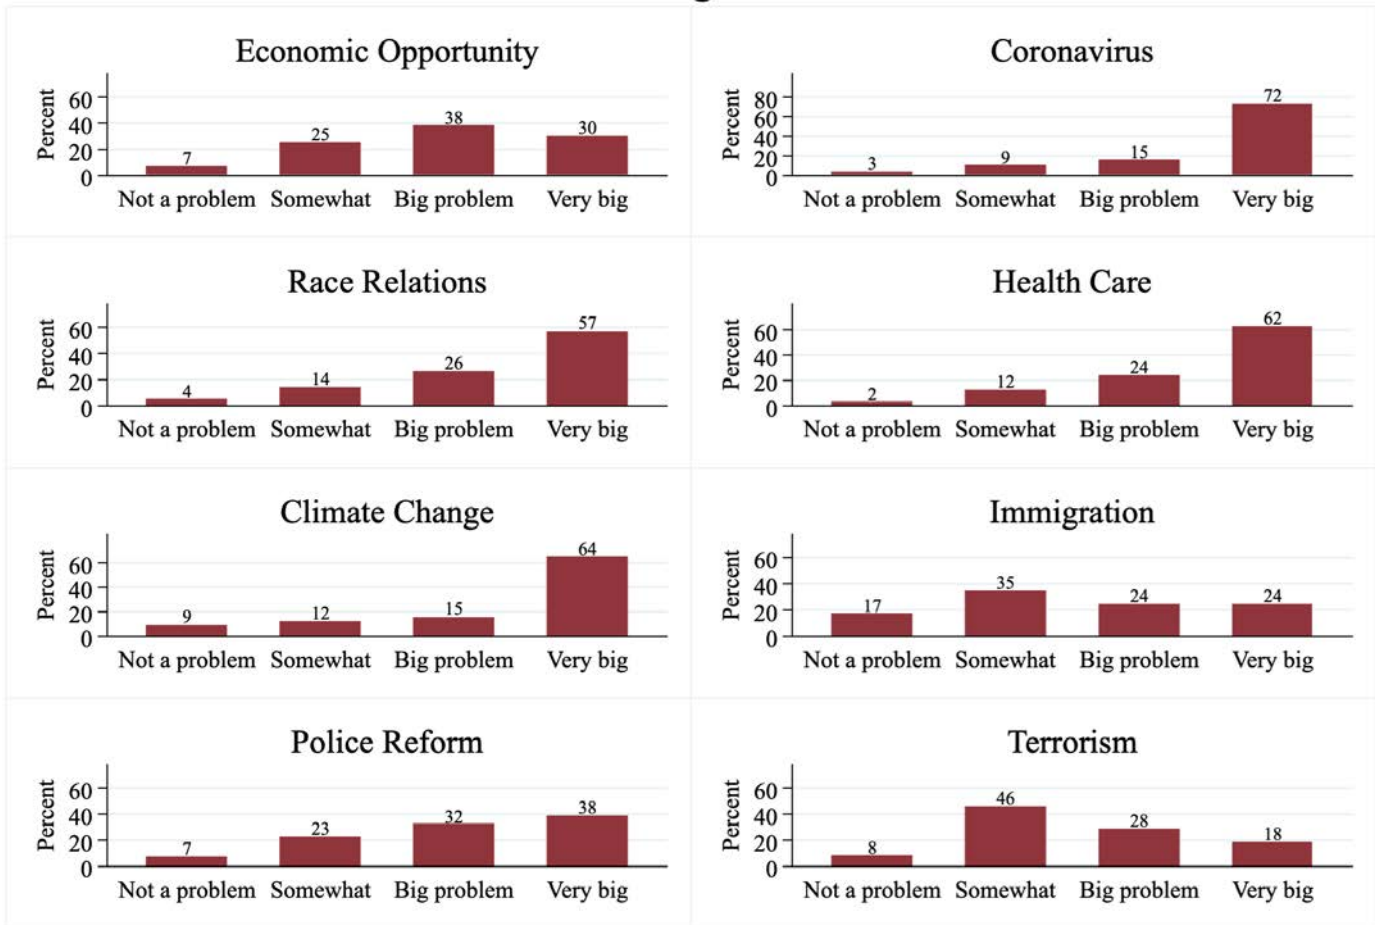 Economic Opportunity
Percent
60
40
20
0
7
25
38
30
Not a problem Somewhat Big problem Very big
Coronavirus
Percent
80
60
40
20
0
3
9
15
72
Not a problem Somewhat Big problem Very big
Race Relations
Percent
60
40
20
0
4
14
26
57
Not a problem Somewhat Big problem Very big
Health Care
Percent
60
40
20
0
2
12
24
62
Not a problem Somewhat Big problem Very big
Climate Change
Percent
60
40
20
0
9
12
15
64
Not a problem Somewhat Big problem Very big
Immigration
Percent
60
40
20
0
17
35
24
24
Not a problem Somewhat Big problem Very big
Police Reform
Percent
60
40
20
0
7
23
32
38
Not a problem Somewhat Big problem Very big
Terrorism
Percent
60
40
20
0
8
46
28
18
Not a problem Somewhat Big problem Very big